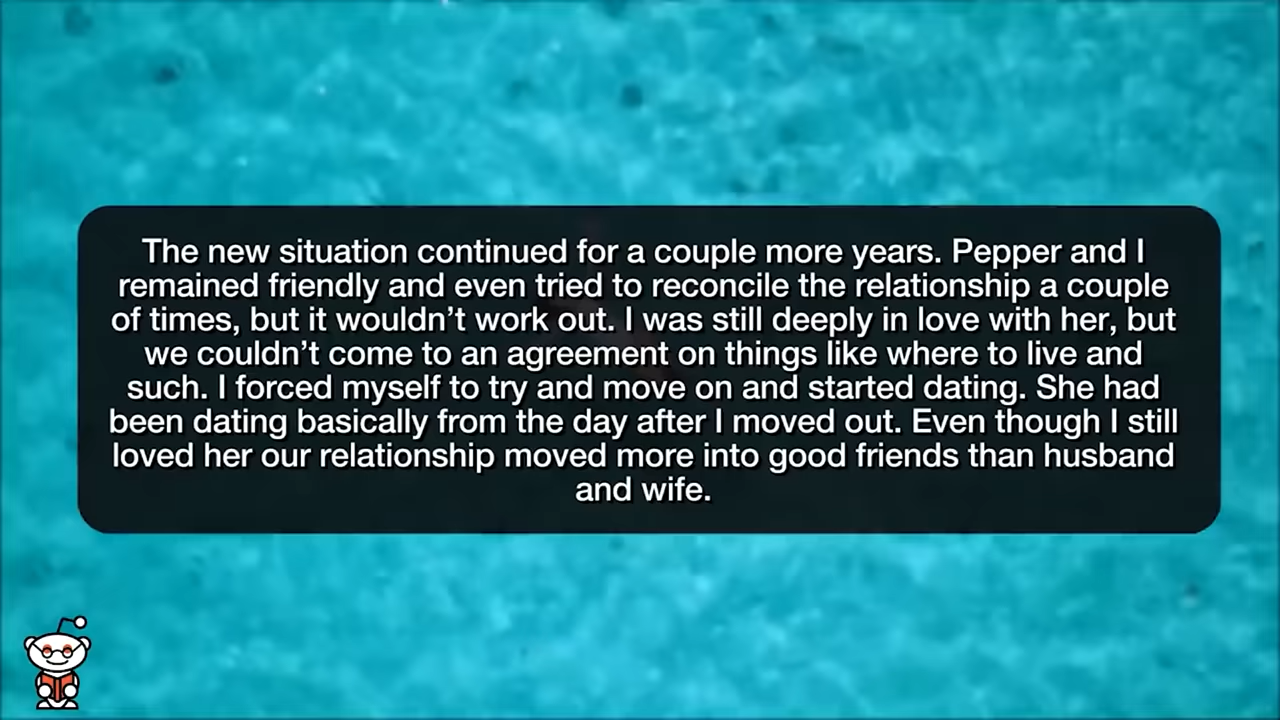 The new situation continued for a couple more years. Pepper and I
remained friendly and even tried to reconcile the relationship a couple
of times, but it wouldn’t work out. I was still deeply in love with her, but
we couldn’t come to an agreement on things like where to live and
such. I forced myself to try and move on and started dating. She had
been dating basically from the day after I moved out. Even though I still
loved her our relationship moved more into good friends than husband
and wife.